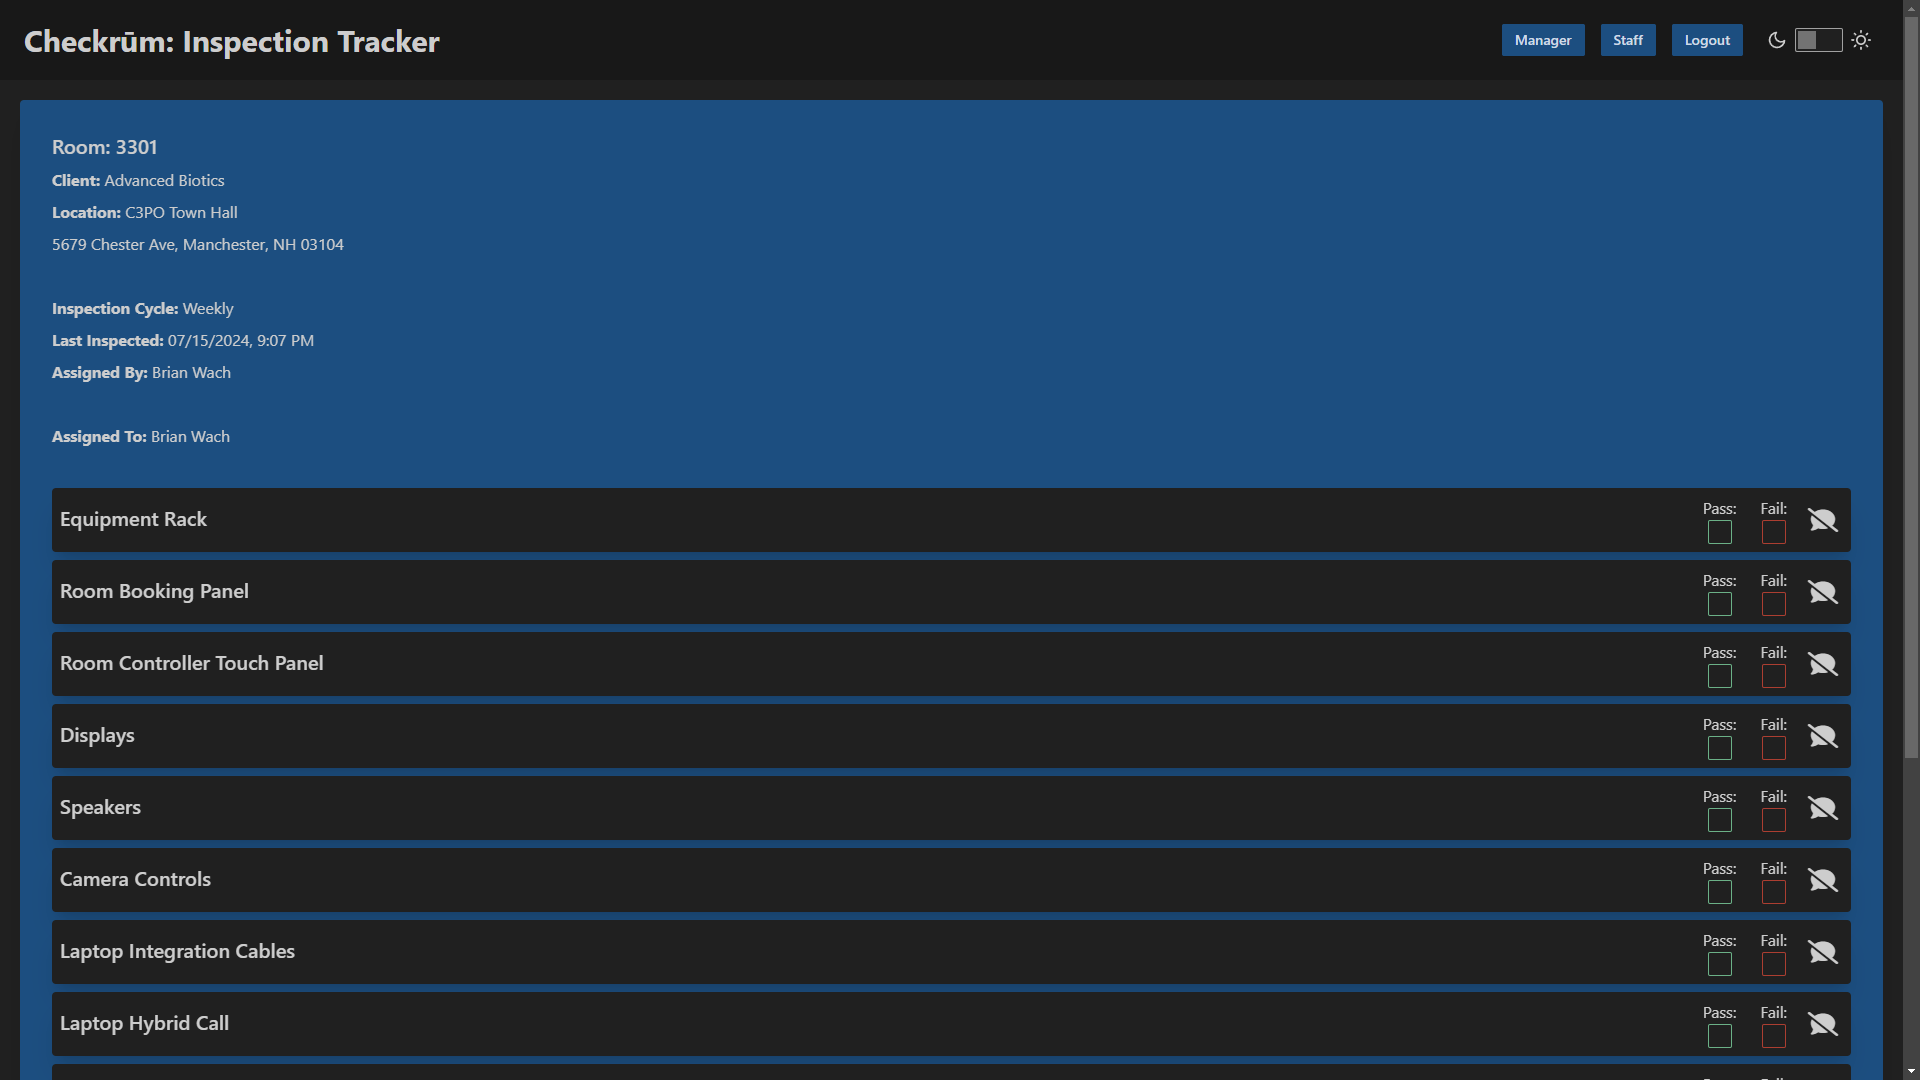 Checkrūm: Inspection Tracker
Manager Staff Logout
Room: 3301
Client: Advanced Biotics
Location: C3PO Town Hall
5679 Chester Ave, Manchester, NH 03104
Inspection Cycle: Weekly
Last Inspected: 07/15/2024, 9:07 PM
Assigned By: Brian Wach
Assigned To: Brian Wach
Equipment Rack Pass: Fail:
Room Booking Panel Pass: Fail:
Room Controller Touch Panel Pass: Fail:
Displays Pass: Fail:
Speakers Pass: Fail:
Camera Controls Pass: Fail:
Laptop Integration Cables Pass: Fail:
Laptop Hybrid Call Pass: Fail: